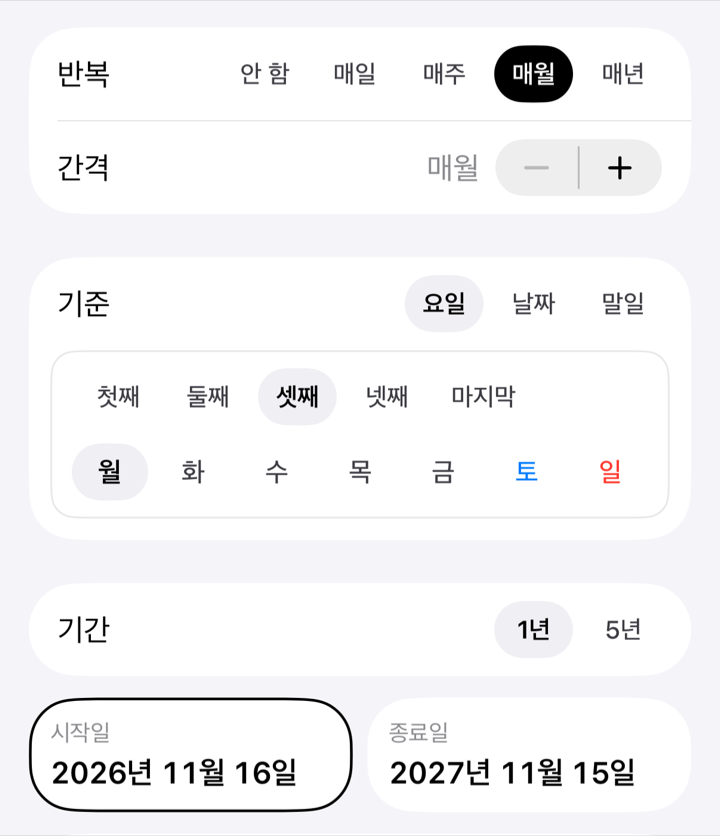 반복 안 함 매일 매주 매월 매년
간격 매월 − +
기준 요일 날짜 말일
첫째 둘째 셋째 넷째 마지막
월 화 수 목 금 토 일
기간 1년 5년
시작일 종료일
2026년 11월 16일 2027년 11월 15일